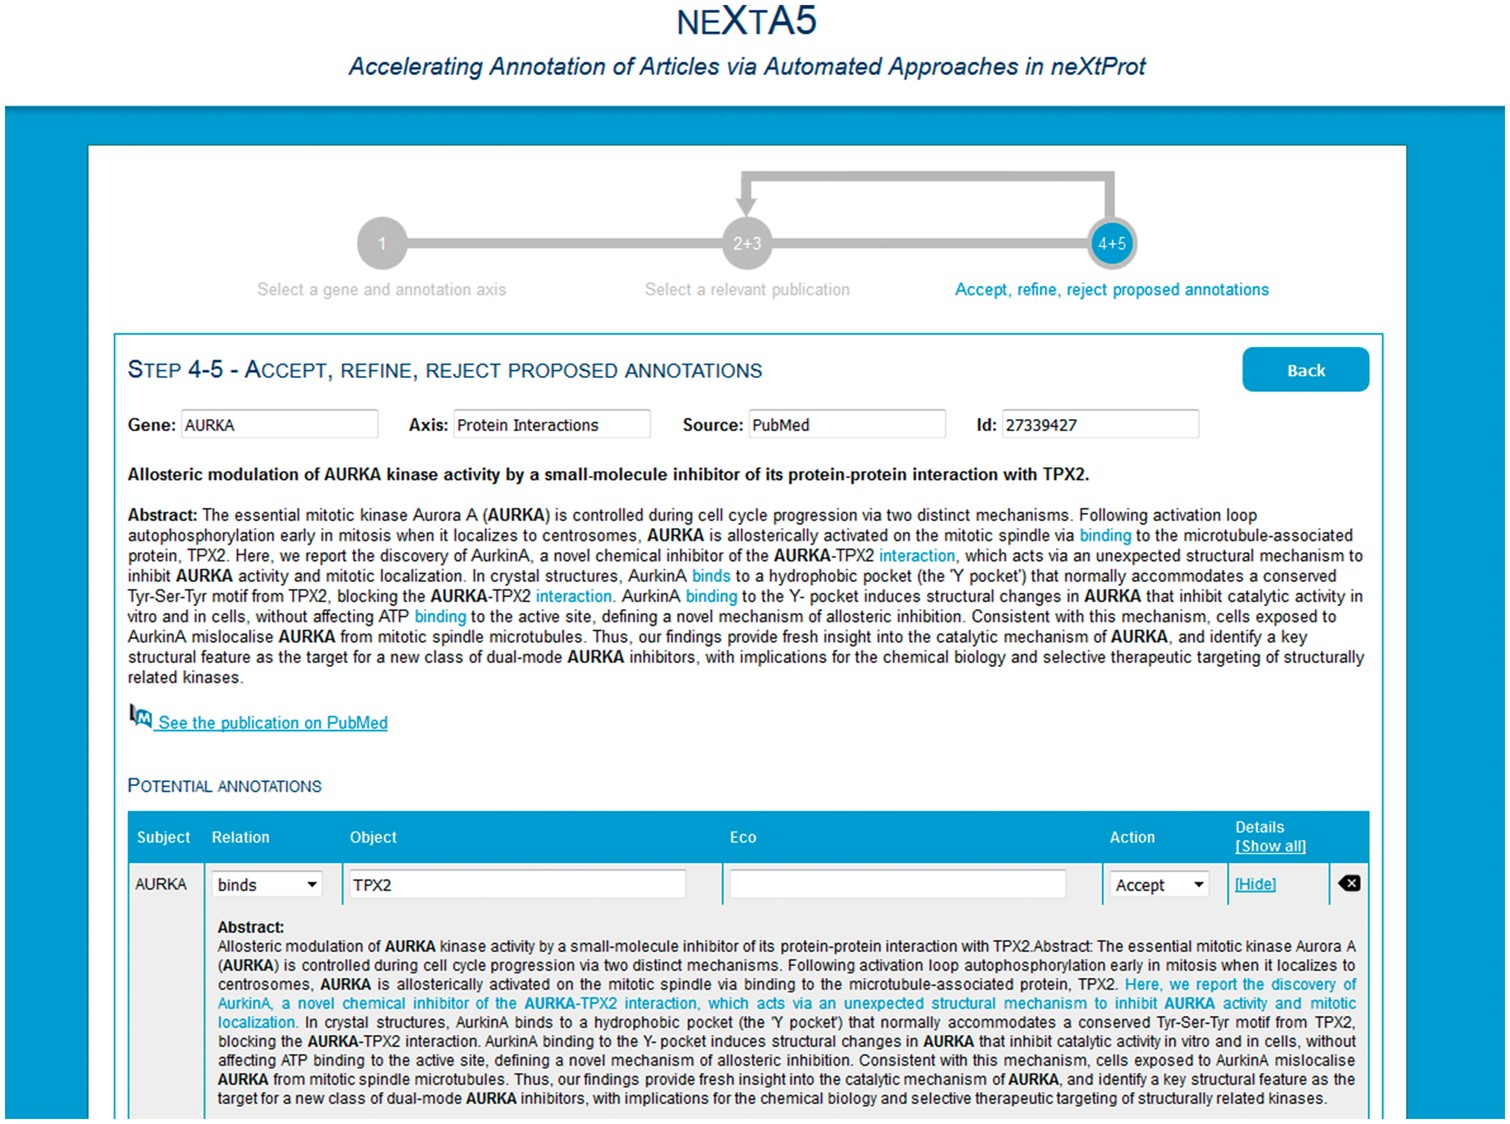 NEXTA5
Accelerating Annotation of Articles via Automated Approaches in neXtProt
1
2+3
4+5
Select a gene and annotation axis
Select a relevant publication
Accept, refine, reject proposed annotations
STEP 4-5 - ACCEPT, REFINE, REJECT PROPOSED ANNOTATIONS
Back
Gene: AURKA Axis: Protein Interactions Source: PubMed Id: 27339427
Allosteric modulation of AURKA kinase activity by a small-molecule inhibitor of its protein-protein interaction with TPX2.
Abstract: The essential mitotic kinase Aurora A (AURKA) is controlled during cell cycle progression via two distinct mechanisms. Following activation loop
autophosphorylation early in mitosis when it localizes to centrosomes, AURKA is allosterically activated on the mitotic spindle via binding to the microtubule-associated
protein, TPX2. Here, we report the discovery of AurkinA, a novel chemical inhibitor of the AURKA-TPX2 interaction, which acts via an unexpected structural mechanism to
inhibit AURKA activity and mitotic localization. In crystal structures, AurkinA binds to a hydrophobic pocket (the 'Y pocket') that normally accommodates a conserved
Tyr-Ser-Tyr motif from TPX2, blocking the AURKA-TPX2 interaction. AurkinA binding to the Y- pocket induces structural changes in AURKA that inhibit catalytic activity in
vitro and in cells, without affecting ATP binding to the active site, defining a novel mechanism of allosteric inhibition. Consistent with this mechanism, cells exposed to
AurkinA mislocalise AURKA from mitotic spindle microtubules. Thus, our findings provide fresh insight into the catalytic mechanism of AURKA, and identify a key
structural feature as the target for a new class of dual-mode AURKA inhibitors, with implications for the chemical biology and selective therapeutic targeting of structurally
related kinases.
See the publication on PubMed
POTENTIAL ANNOTATIONS
Subject Relation Object Eco Action Details
[Show all]
AURKA binds TPX2 Accept [Hide]
Abstract:
Allosteric modulation of AURKA kinase activity by a small-molecule inhibitor of its protein-protein interaction with TPX2.Abstract: The essential mitotic kinase Aurora A
(AURKA) is controlled during cell cycle progression via two distinct mechanisms. Following activation loop autophosphorylation early in mitosis when it localizes to
centrosomes, AURKA is allosterically activated on the mitotic spindle via binding to the microtubule-associated protein, TPX2. Here, we report the discovery of
AurkinA, a novel chemical inhibitor of the AURKA-TPX2 interaction, which acts via an unexpected structural mechanism to inhibit AURKA activity and mitotic
localization. In crystal structures, AurkinA binds to a hydrophobic pocket (the 'Y pocket') that normally accommodates a conserved Tyr-Ser-Tyr motif from TPX2,
blocking the AURKA-TPX2 interaction. AurkinA binding to the Y- pocket induces structural changes in AURKA that inhibit catalytic activity in vitro and in cells, without
affecting ATP binding to the active site, defining a novel mechanism of allosteric inhibition. Consistent with this mechanism, cells exposed to AurkinA mislocalise
AURKA from mitotic spindle microtubules. Thus, our findings provide fresh insight into the catalytic mechanism of AURKA, and identify a key structural feature as the
target for a new class of dual-mode AURKA inhibitors, with implications for the chemical biology and selective therapeutic targeting of structurally related kinases.